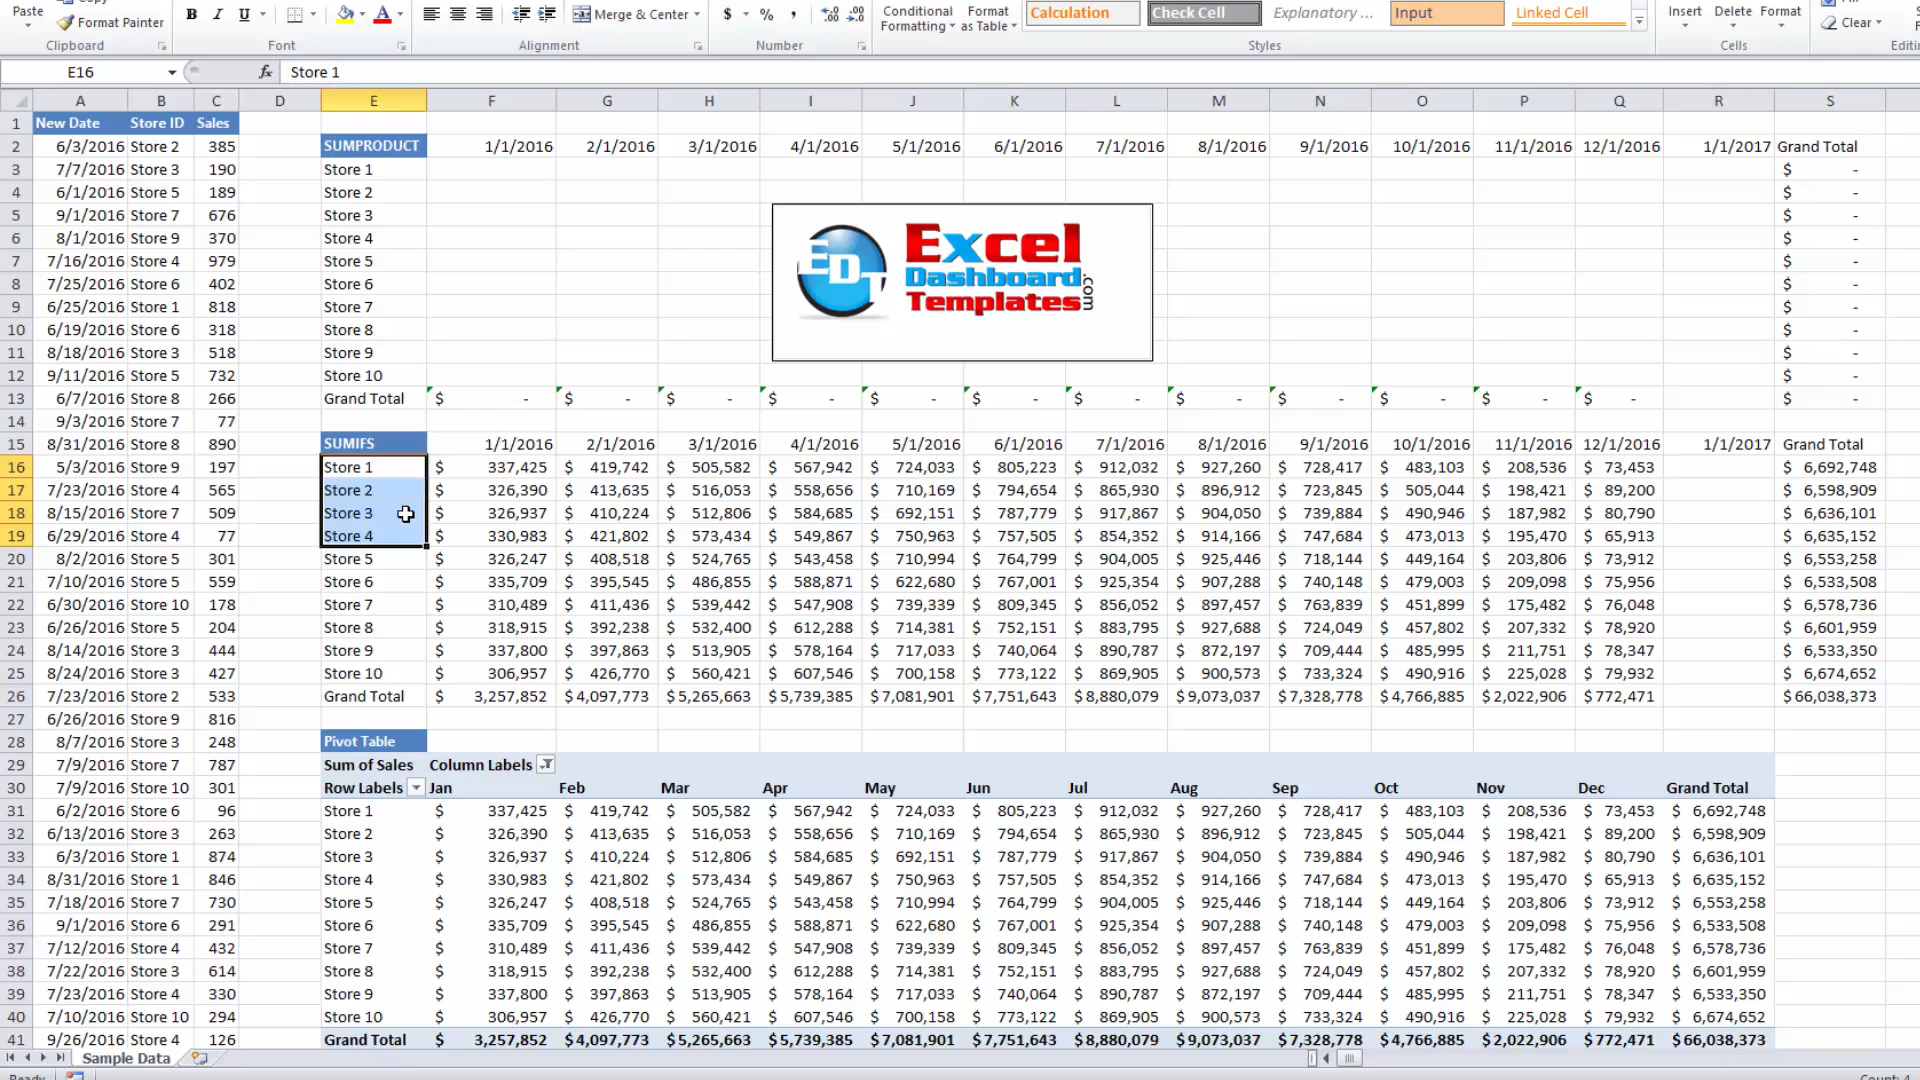 Paste Copy B I U $ % , Merge & Center Conditional Format Calculation Check Cell Explanatory ... Input Linked Cell Insert Delete Format Fill
Format Painter Formatting as Table Clear
Clipboard Font Alignment Number Styles Cells Editi
E16 fx Store 1
A B C D E F G H I J K L M N O P Q R S
1 New Date Store ID Sales
2 6/3/2016 Store 2 385 SUMPRODUCT 1/1/2016 2/1/2016 3/1/2016 4/1/2016 5/1/2016 6/1/2016 7/1/2016 8/1/2016 9/1/2016 10/1/2016 11/1/2016 12/1/2016 1/1/2017 Grand Total
3 7/7/2016 Store 3 190 Store 1 $ -
4 6/1/2016 Store 5 189 Store 2 $ -
5 9/1/2016 Store 7 676 Store 3 $ -
6 8/1/2016 Store 9 370 Store 4 $ -
7 7/16/2016 Store 4 979 Store 5 $ -
8 7/25/2016 Store 6 402 Store 6 $ -
9 6/25/2016 Store 1 818 Store 7 $ -
10 6/19/2016 Store 6 318 Store 8 $ -
11 8/18/2016 Store 3 518 Store 9 $ -
12 9/11/2016 Store 5 732 Store 10 $ -
EDT Excel
Dashboard
Templates .com
13 6/7/2016 Store 8 266 Grand Total $ - $ - $ - $ - $ - $ - $ - $ - $ - $ - $ - $ - $ -
14 9/3/2016 Store 7 77
15 8/31/2016 Store 8 890 SUMIFS 1/1/2016 2/1/2016 3/1/2016 4/1/2016 5/1/2016 6/1/2016 7/1/2016 8/1/2016 9/1/2016 10/1/2016 11/1/2016 12/1/2016 1/1/2017 Grand Total
16 5/3/2016 Store 9 197 Store 1 $ 337,425 $ 419,742 $ 505,582 $ 567,942 $ 724,033 $ 805,223 $ 912,032 $ 927,260 $ 728,417 $ 483,103 $ 208,536 $ 73,453 $ 6,692,748
17 7/23/2016 Store 4 565 Store 2 $ 326,390 $ 413,635 $ 516,053 $ 558,656 $ 710,169 $ 794,654 $ 865,930 $ 896,912 $ 723,845 $ 505,044 $ 198,421 $ 89,200 $ 6,598,909
18 8/15/2016 Store 7 509 Store 3 $ 326,937 $ 410,224 $ 512,806 $ 584,685 $ 692,151 $ 787,779 $ 917,867 $ 904,050 $ 739,884 $ 490,946 $ 187,982 $ 80,790 $ 6,636,101
19 6/29/2016 Store 4 77 Store 4 $ 330,983 $ 421,802 $ 573,434 $ 549,867 $ 750,963 $ 757,505 $ 854,352 $ 914,166 $ 747,684 $ 473,013 $ 195,470 $ 65,913 $ 6,635,152
20 8/2/2016 Store 5 301 Store 5 $ 326,247 $ 408,518 $ 524,765 $ 543,458 $ 710,994 $ 764,799 $ 904,005 $ 925,446 $ 718,144 $ 449,164 $ 203,806 $ 73,912 $ 6,553,258
21 7/10/2016 Store 5 559 Store 6 $ 335,709 $ 395,545 $ 486,855 $ 588,871 $ 622,680 $ 767,001 $ 925,354 $ 907,288 $ 740,148 $ 479,003 $ 209,098 $ 75,956 $ 6,533,508
22 6/30/2016 Store 10 178 Store 7 $ 310,489 $ 411,436 $ 539,442 $ 547,908 $ 739,339 $ 809,345 $ 856,052 $ 897,457 $ 763,839 $ 451,899 $ 175,482 $ 76,048 $ 6,578,736
23 6/26/2016 Store 5 204 Store 8 $ 318,915 $ 392,238 $ 532,400 $ 612,288 $ 714,381 $ 752,151 $ 883,795 $ 927,688 $ 724,049 $ 457,802 $ 207,332 $ 78,920 $ 6,601,959
24 8/14/2016 Store 3 444 Store 9 $ 337,800 $ 397,863 $ 513,905 $ 578,164 $ 717,033 $ 740,064 $ 890,787 $ 872,197 $ 709,444 $ 485,995 $ 211,751 $ 78,347 $ 6,533,350
25 8/24/2016 Store 3 427 Store 10 $ 306,957 $ 426,770 $ 560,421 $ 607,546 $ 700,158 $ 773,122 $ 869,905 $ 900,573 $ 733,324 $ 490,916 $ 225,028 $ 79,932 $ 6,674,652
26 7/23/2016 Store 2 533 Grand Total $ 3,257,852 $ 4,097,773 $ 5,265,663 $ 5,739,385 $ 7,081,901 $ 7,751,643 $ 8,880,079 $ 9,073,037 $ 7,328,778 $ 4,766,885 $ 2,022,906 $ 772,471 $ 66,038,373
27 6/26/2016 Store 9 816
28 8/7/2016 Store 3 248 Pivot Table
29 7/9/2016 Store 7 787 Sum of Sales Column Labels
30 7/9/2016 Store 10 301 Row Labels Jan Feb Mar Apr May Jun Jul Aug Sep Oct Nov Dec Grand Total
31 6/2/2016 Store 6 96 Store 1 $ 337,425 $ 419,742 $ 505,582 $ 567,942 $ 724,033 $ 805,223 $ 912,032 $ 927,260 $ 728,417 $ 483,103 $ 208,536 $ 73,453 $ 6,692,748
32 6/13/2016 Store 3 263 Store 2 $ 326,390 $ 413,635 $ 516,053 $ 558,656 $ 710,169 $ 794,654 $ 865,930 $ 896,912 $ 723,845 $ 505,044 $ 198,421 $ 89,200 $ 6,598,909
33 6/3/2016 Store 1 874 Store 3 $ 326,937 $ 410,224 $ 512,806 $ 584,685 $ 692,151 $ 787,779 $ 917,867 $ 904,050 $ 739,884 $ 490,946 $ 187,982 $ 80,790 $ 6,636,101
34 8/31/2016 Store 1 846 Store 4 $ 330,983 $ 421,802 $ 573,434 $ 549,867 $ 750,963 $ 757,505 $ 854,352 $ 914,166 $ 747,684 $ 473,013 $ 195,470 $ 65,913 $ 6,635,152
35 7/18/2016 Store 7 730 Store 5 $ 326,247 $ 408,518 $ 524,765 $ 543,458 $ 710,994 $ 764,799 $ 904,005 $ 925,446 $ 718,144 $ 449,164 $ 203,806 $ 73,912 $ 6,553,258
36 9/1/2016 Store 6 291 Store 6 $ 335,709 $ 395,545 $ 486,855 $ 588,871 $ 622,680 $ 767,001 $ 925,354 $ 907,288 $ 740,148 $ 479,003 $ 209,098 $ 75,956 $ 6,533,508
37 7/12/2016 Store 4 432 Store 7 $ 310,489 $ 411,436 $ 539,442 $ 547,908 $ 739,339 $ 809,345 $ 856,052 $ 897,457 $ 763,839 $ 451,899 $ 175,482 $ 76,048 $ 6,578,736
38 7/22/2016 Store 3 614 Store 8 $ 318,915 $ 392,238 $ 532,400 $ 612,288 $ 714,381 $ 752,151 $ 883,795 $ 927,688 $ 724,049 $ 457,802 $ 207,332 $ 78,920 $ 6,601,959
39 7/23/2016 Store 4 330 Store 9 $ 337,800 $ 397,863 $ 513,905 $ 578,164 $ 717,033 $ 740,064 $ 890,787 $ 872,197 $ 709,444 $ 485,995 $ 211,751 $ 78,347 $ 6,533,350
40 7/10/2016 Store 10 294 Store 10 $ 306,957 $ 426,770 $ 560,421 $ 607,546 $ 700,158 $ 773,122 $ 869,905 $ 900,573 $ 733,324 $ 490,916 $ 225,028 $ 79,932 $ 6,674,652
41 9/26/2016 Store 4 126 Grand Total $ 3,257,852 $ 4,097,773 $ 5,265,663 $ 5,739,385 $ 7,081,901 $ 7,751,643 $ 8,880,079 $ 9,073,037 $ 7,328,778 $ 4,766,885 $ 2,022,906 $ 772,471 $ 66,038,373
Sample Data
Ready Count: 4